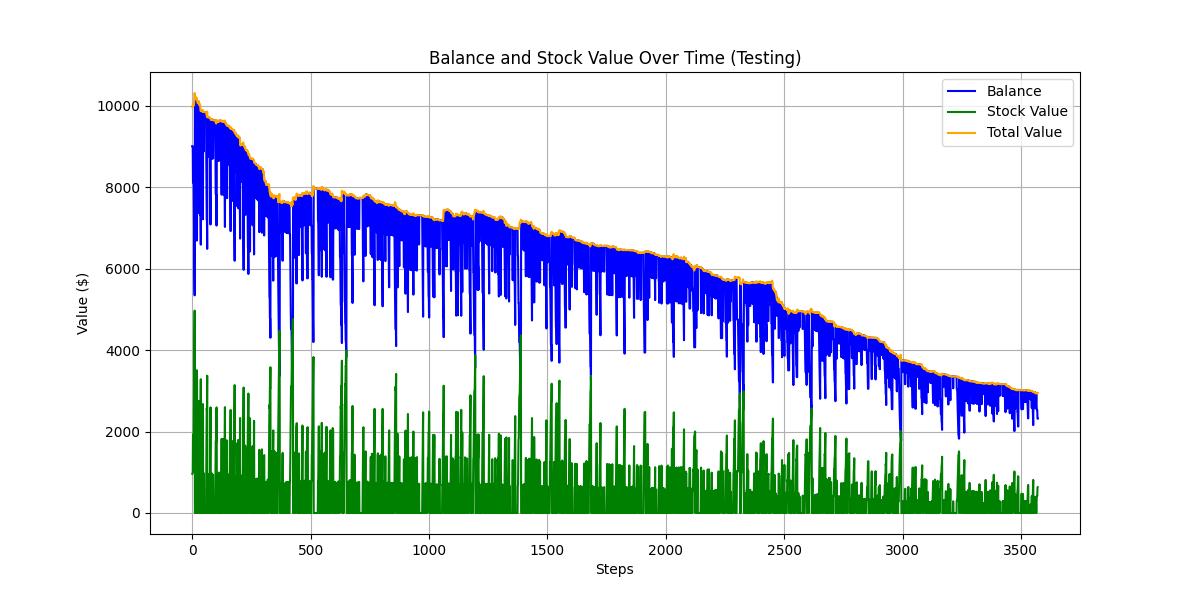 Balance and Stock Value Over Time (Testing)
Balance
Stock Value
Total Value
Value ($)
10000
8000
6000
4000
2000
0
0 500 1000 1500 2000 2500 3000 3500
Steps